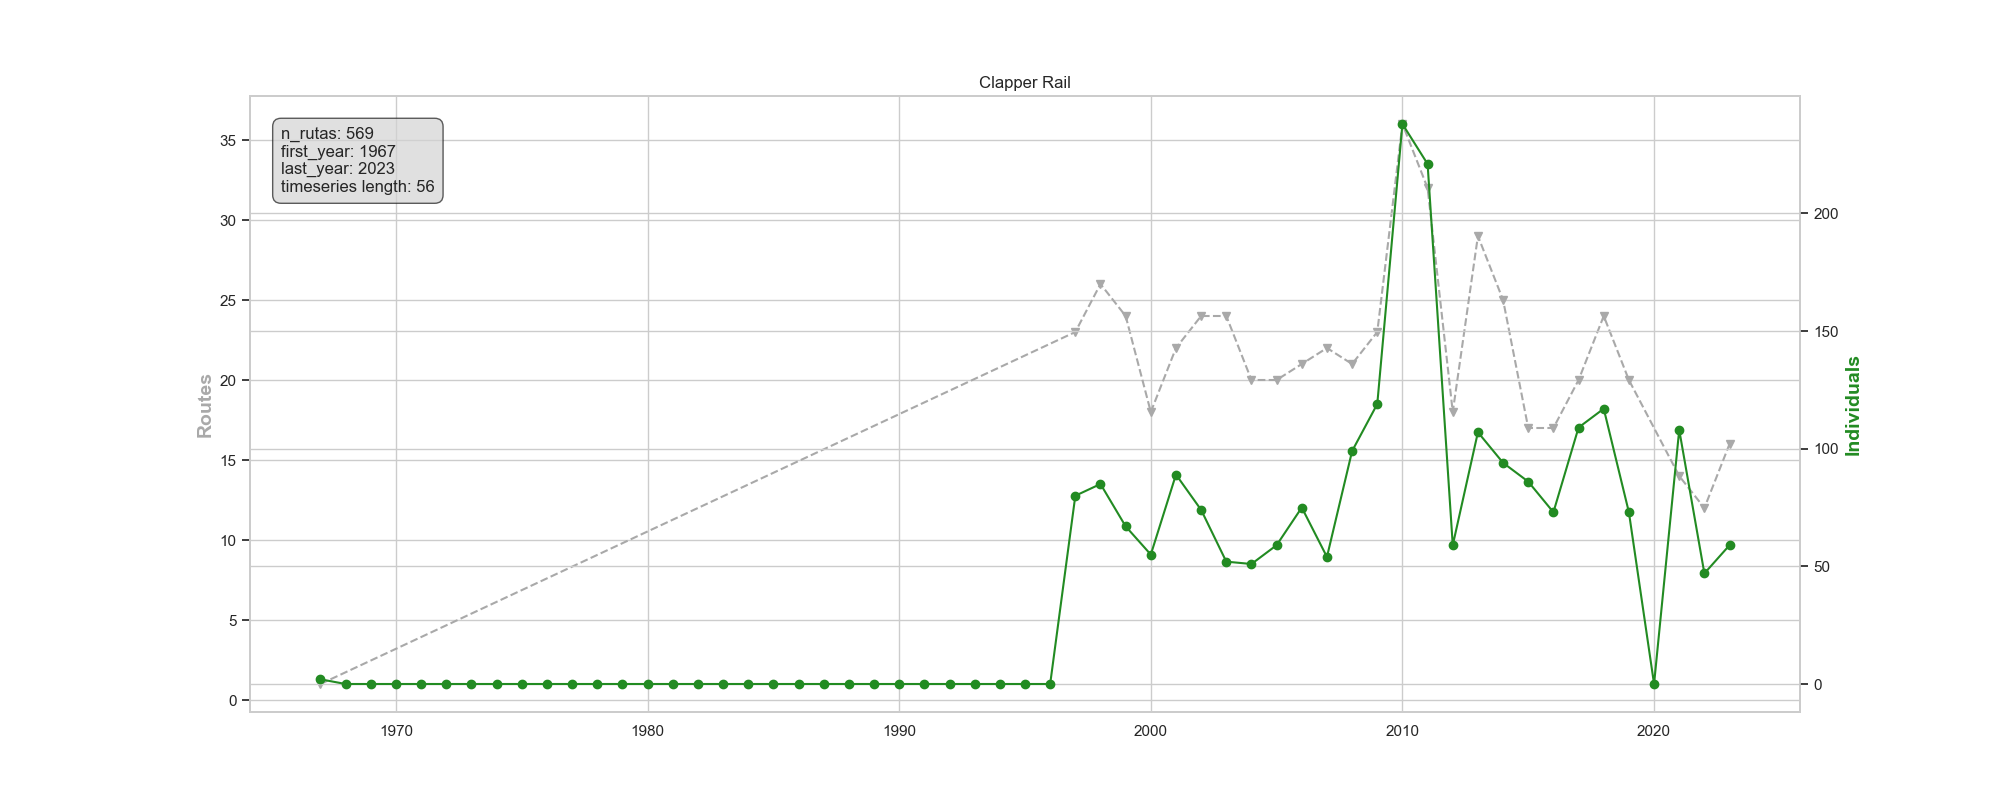 Clapper Rail
n_rutas: 569
first_year: 1967
last_year: 2023
timeseries length: 56
Routes
35
30
25
20
15
10
5
0
200
150
100
50
0
Individuals
1970
1980
1990
2000
2010
2020